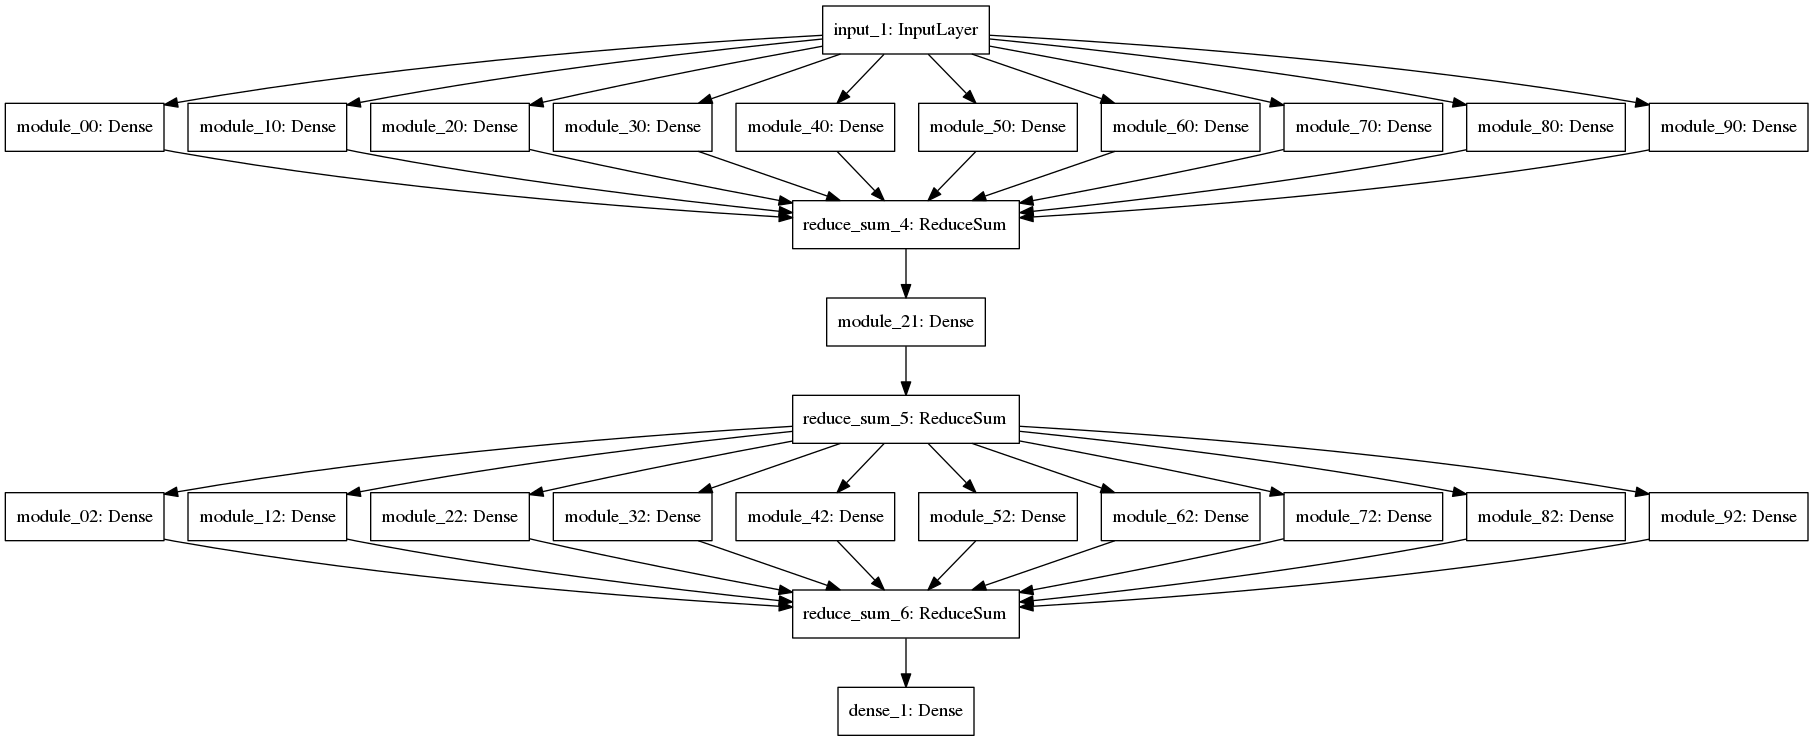 input_1: InputLayer
module_00: Dense
module_10: Dense
module_20: Dense
module_30: Dense
module_40: Dense
module_50: Dense
module_60: Dense
module_70: Dense
module_80: Dense
module_90: Dense
reduce_sum_4: ReduceSum
module_21: Dense
reduce_sum_5: ReduceSum
module_02: Dense
module_12: Dense
module_22: Dense
module_32: Dense
module_42: Dense
module_52: Dense
module_62: Dense
module_72: Dense
module_82: Dense
module_92: Dense
reduce_sum_6: ReduceSum
dense_1: Dense